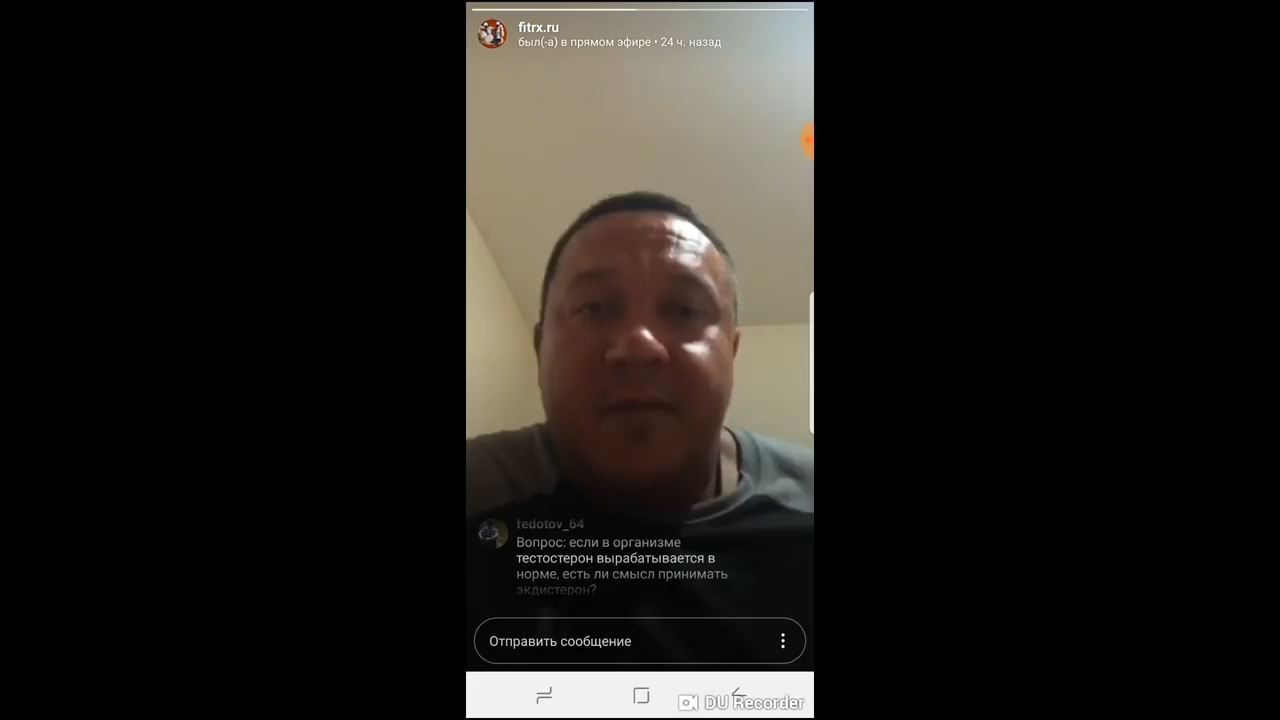 fitrx.ru
был(-а) в прямом эфире • 24 ч. назад
fedotov_64
Вопрос: если в организме
тестостерон вырабатывается в
норме, есть ли смысл принимать
экдистерон?
Отправить сообщение
DU Recorder